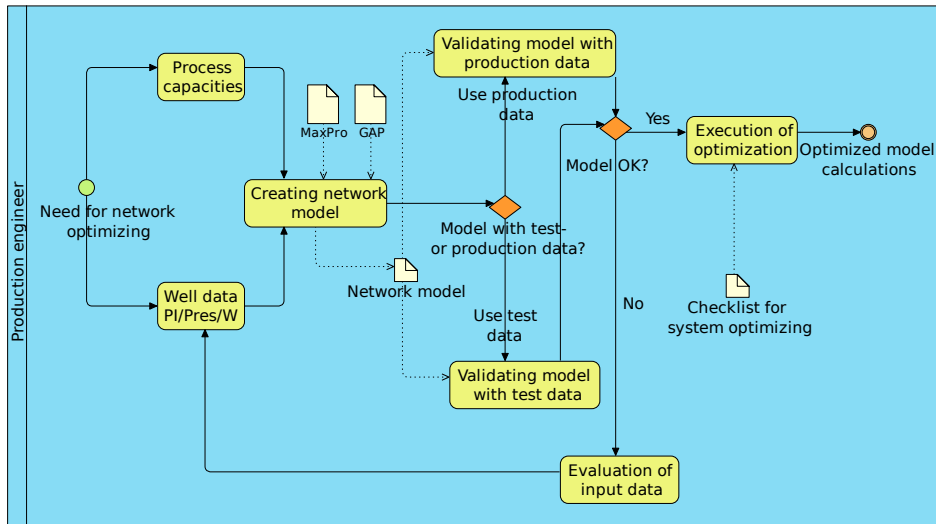 Production engineer
Need for network
optimizing
Process
capacities
Well data
PI/Pres/W
MaxPro
GAP
Creating network
model
Network model
Model with test-
or production data?
Use production
data
Use test
data
Validating model with
production data
Validating model
with test data
Model OK?
Yes
No
Evaluation of
input data
Execution of
optimization
Checklist for
system optimizing
Optimized model
calculations